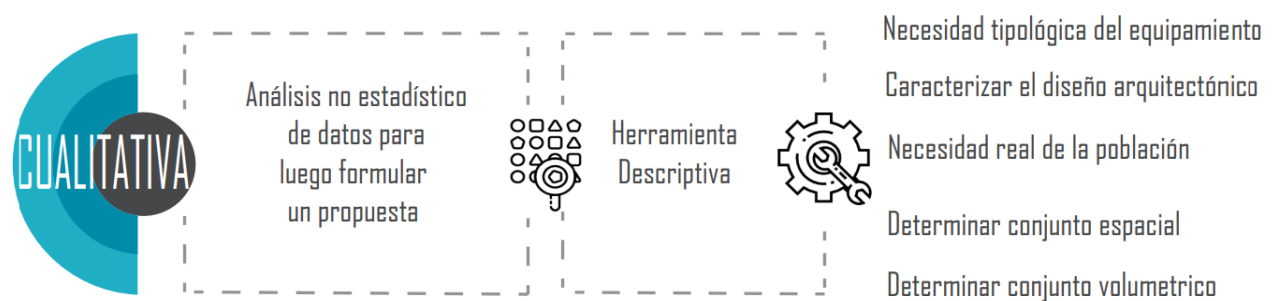 CUALITATIVA
Análisis no estadístico
de datos para
luego formular
un propuesta
Herramienta
Descriptiva
Necesidad tipológica del equipamiento
Caracterizar el diseño arquitectónico
Necesidad real de la población
Determinar conjunto espacial
Determinar conjunto volumetrico